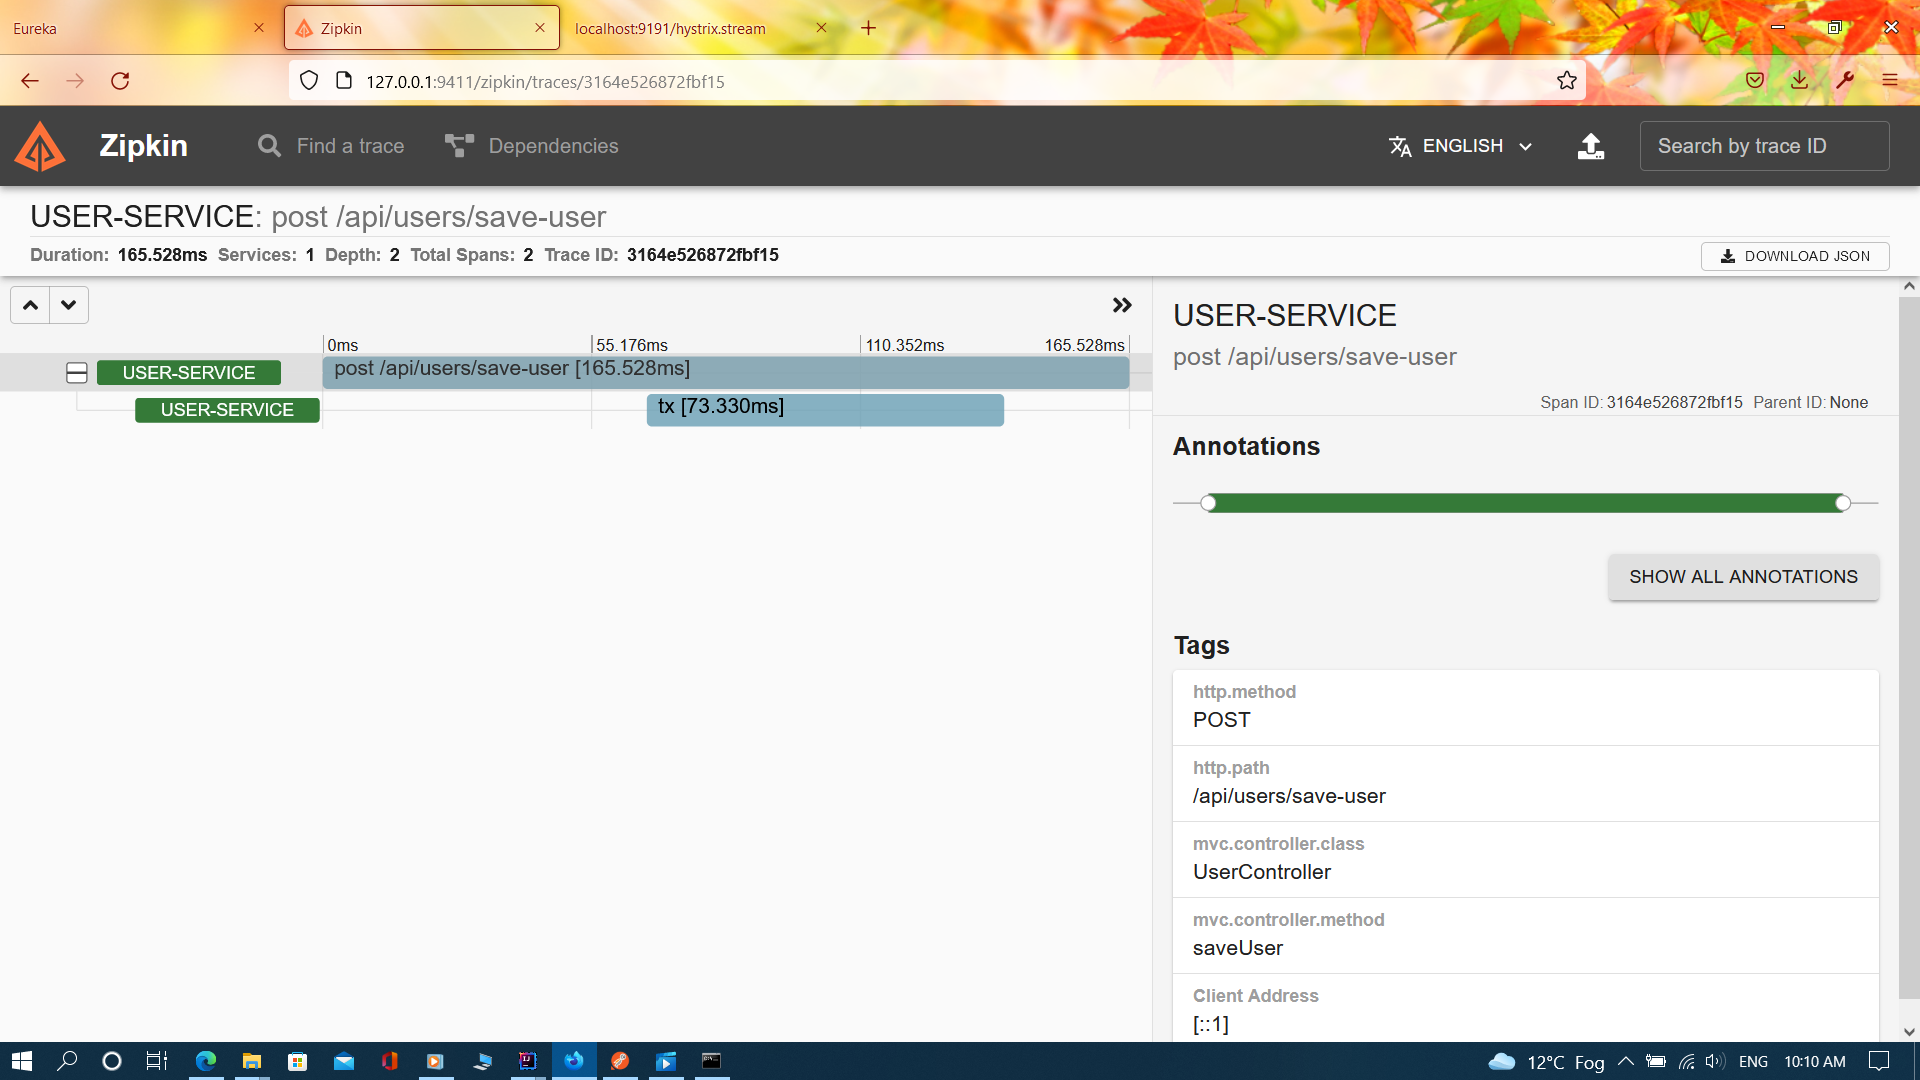 Eureka
Zipkin
localhost:9191/hystrix.stream
127.0.0.1:9411/zipkin/traces/3164e526872fbf15
Zipkin
Find a trace
Dependencies
ENGLISH
Search by trace ID
USER-SERVICE: post /api/users/save-user
Duration: 165.528ms Services: 1 Depth: 2 Total Spans: 2 Trace ID: 3164e526872fbf15
DOWNLOAD JSON
0ms
55.176ms
110.352ms
165.528ms
USER-SERVICE
post /api/users/save-user [165.528ms]
USER-SERVICE
tx [73.330ms]
USER-SERVICE
post /api/users/save-user
Span ID: 3164e526872fbf15 Parent ID: None
Annotations
SHOW ALL ANNOTATIONS
Tags
http.method
POST
http.path
/api/users/save-user
mvc.controller.class
UserController
mvc.controller.method
saveUser
Client Address
[::1]
12°C Fog
ENG
10:10 AM